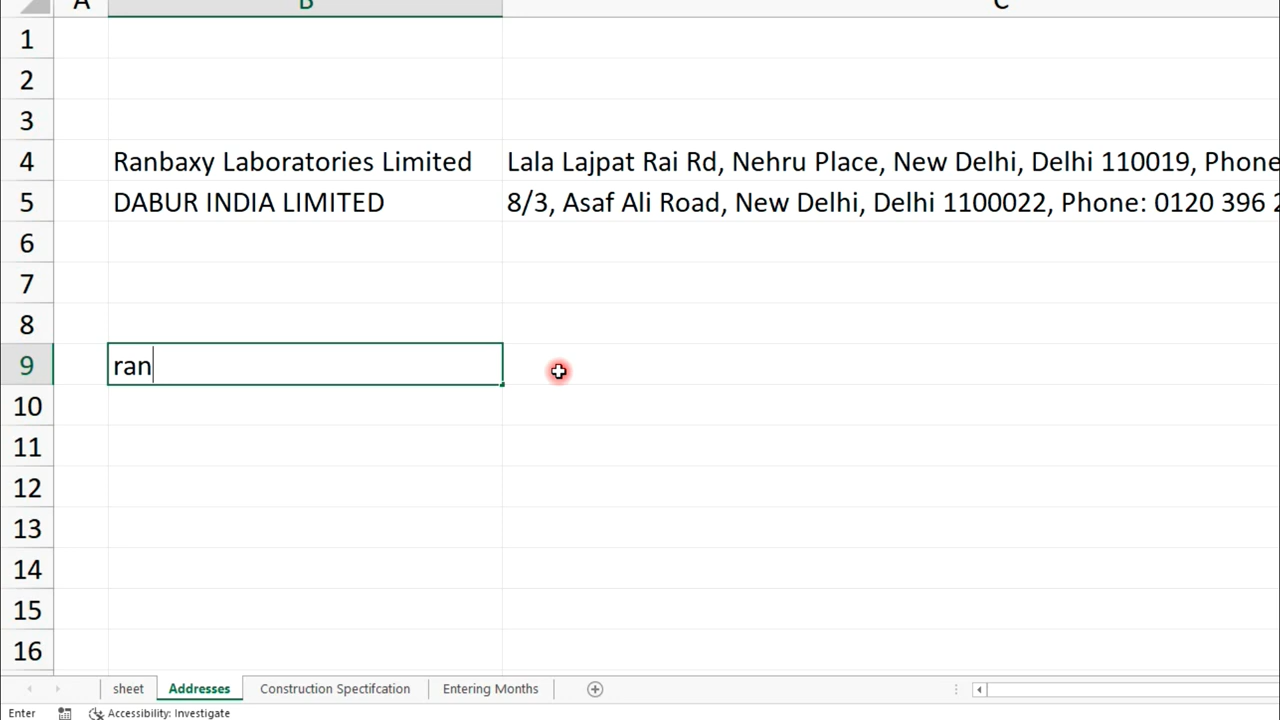 A B C
1
2
3
4 Ranbaxy Laboratories Limited Lala Lajpat Rai Rd, Nehru Place, New Delhi, Delhi 110019, Phone
5 DABUR INDIA LIMITED 8/3, Asaf Ali Road, New Delhi, Delhi 1100022, Phone: 0120 396 2
6
7
8
9 ran
10
11
12
13
14
15
16
sheet Addresses Construction Spectifcation Entering Months
Enter Accessibility: Investigate